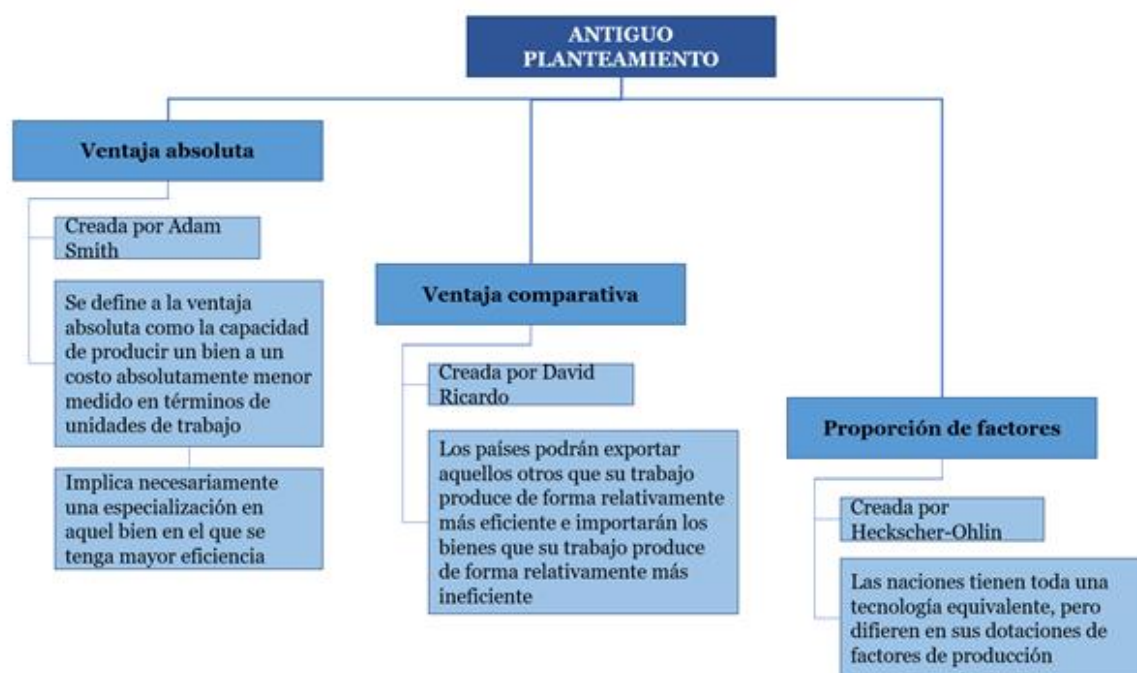 ANTIGUO
PLANTEAMIENTO
Ventaja absoluta
Creada por Adam
Smith
Se define a la ventaja
absoluta como la capacidad
de producir un bien a un
costo absolutamente menor
medido en términos de
unidades de trabajo
Implica necesariamente
una especialización en
aquel bien en el que se
tenga mayor eficiencia
Ventaja comparativa
Creada por David
Ricardo
Los países podrán exportar
aquellos otros que su trabajo
produce de forma relativamente
más eficiente e importarán los
bienes que su trabajo produce
de forma relativamente más
ineficiente
Proporción de factores
Creada por
Heckscher-Ohlin
Las naciones tienen toda una
tecnología equivalente, pero
difieren en sus dotaciones de
factores de producción